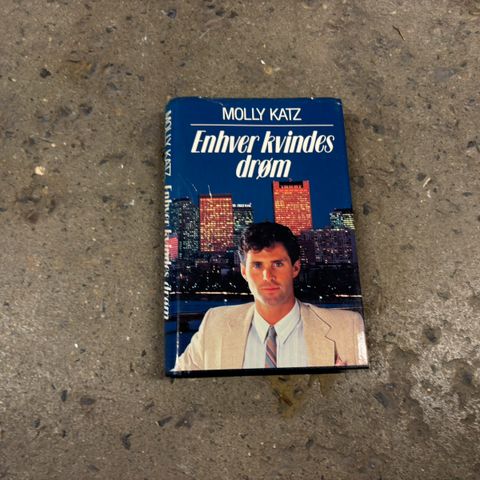 MOLLY KATZ
Enhver kvindes
drøm
MOLLY KATZ Enhver kvindes drøm